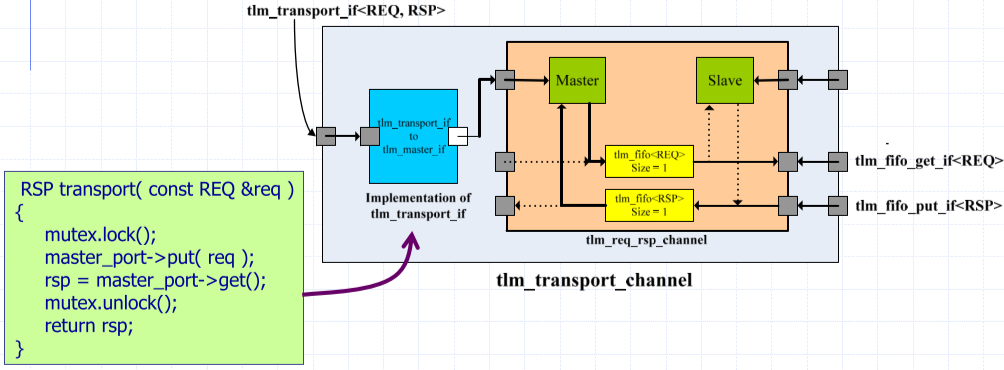 tlm_transport_if<REQ, RSP>
Master
Slave
tlm_transport_if
to
tlm_master_if
tlm_fifo<REQ>
Size = 1
tlm_fifo_get_if<REQ>
RSP transport( const REQ &req )
{
mutex.lock();
master_port->put( req );
rsp = master_port->get();
mutex.unlock();
return rsp;
}
Implementation of
tlm_transport_if
tlm_fifo<RSP>
Size = 1
tlm_fifo_put_if<RSP>
tlm_req_rsp_channel
tlm_transport_channel